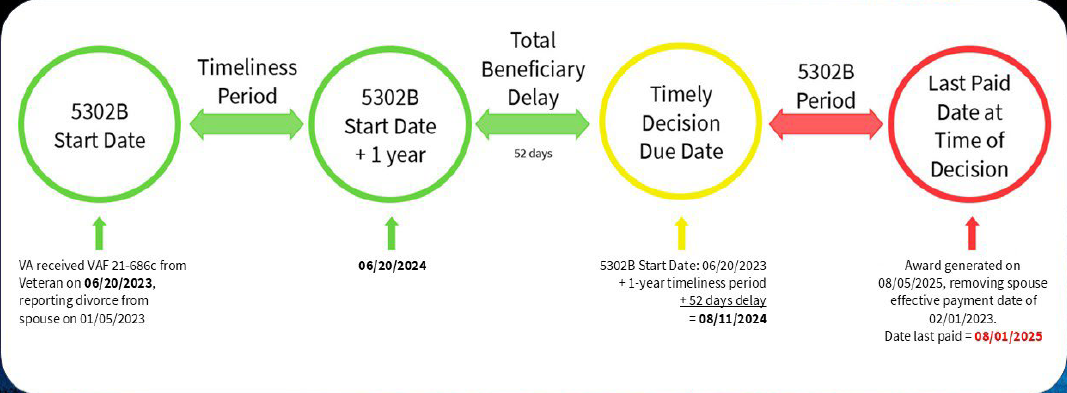 5302B
Start Date
Timeliness
Period
5302B
Start Date
+ 1 year
Total
Beneficiary
Delay
52 days
Timely
Decision
Due Date
5302B
Period
Last Paid
Date at
Time of
Decision
VA received VAF 21-686c from
Veteran on 06/20/2023,
reporting divorce from
spouse on 01/05/2023
06/20/2024
5302B Start Date: 06/20/2023
+ 1-year timeliness period
+ 52 days delay
= 08/11/2024
Award generated on
08/05/2025, removing spouse
effective payment date of
02/01/2023.
Date last paid = 08/01/2025